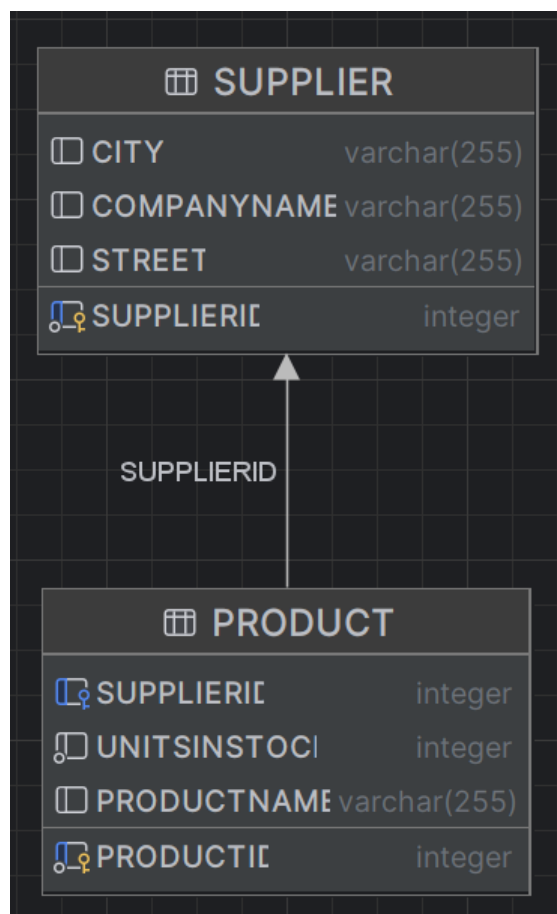 SUPPLIER
CITY varchar(255)
COMPANYNAME varchar(255)
STREET varchar(255)
SUPPLIERID integer
SUPPLIERID
PRODUCT
SUPPLIERID integer
UNITSINSTOC integer
PRODUCTNAME varchar(255)
PRODUCTID integer